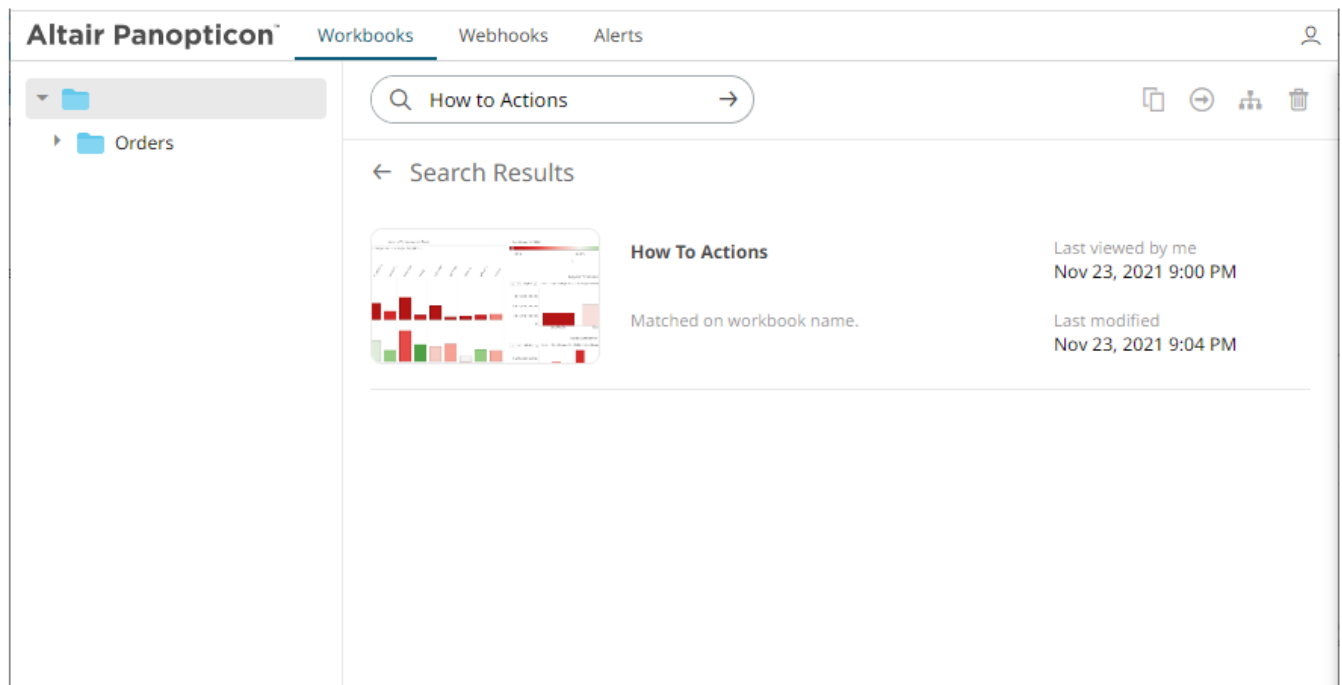 Altair Panopticon™ Workbooks Webhooks Alerts
How to Actions
Orders
Search Results
How To Actions
Last viewed by me
Nov 23, 2021 9:00 PM
Matched on workbook name.
Last modified
Nov 23, 2021 9:04 PM